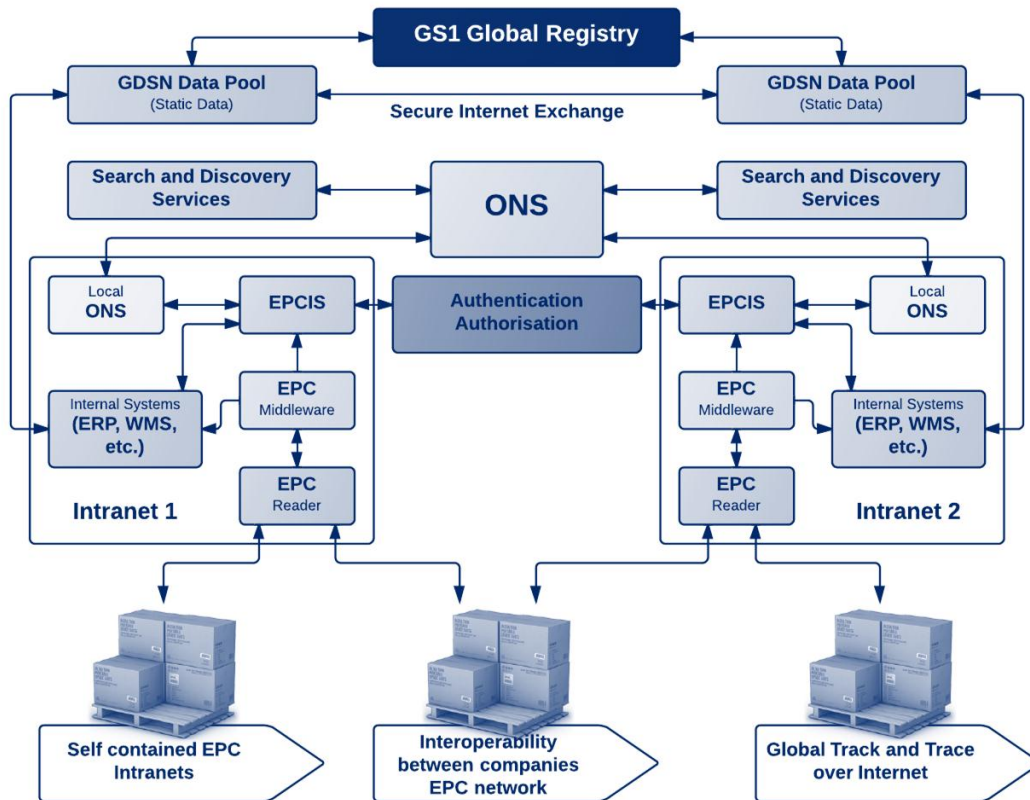 GS1 Global Registry
GDSN Data Pool
(Static Data)
GDSN Data Pool
(Static Data)
Secure Internet Exchange
Search and Discovery
Services
ONS
Search and Discovery
Services
Local
ONS
EPCIS
Authentication
Authorisation
EPCIS
Local
ONS
Internal Systems
(ERP, WMS,
etc.)
EPC
Middleware
EPC
Middleware
Internal Systems
(ERP, WMS,
etc.)
Intranet 1
EPC
Reader
EPC
Reader
Intranet 2
Self contained EPC
Intranets
Interoperability
between companies
EPC network
Global Track and Trace
over Internet